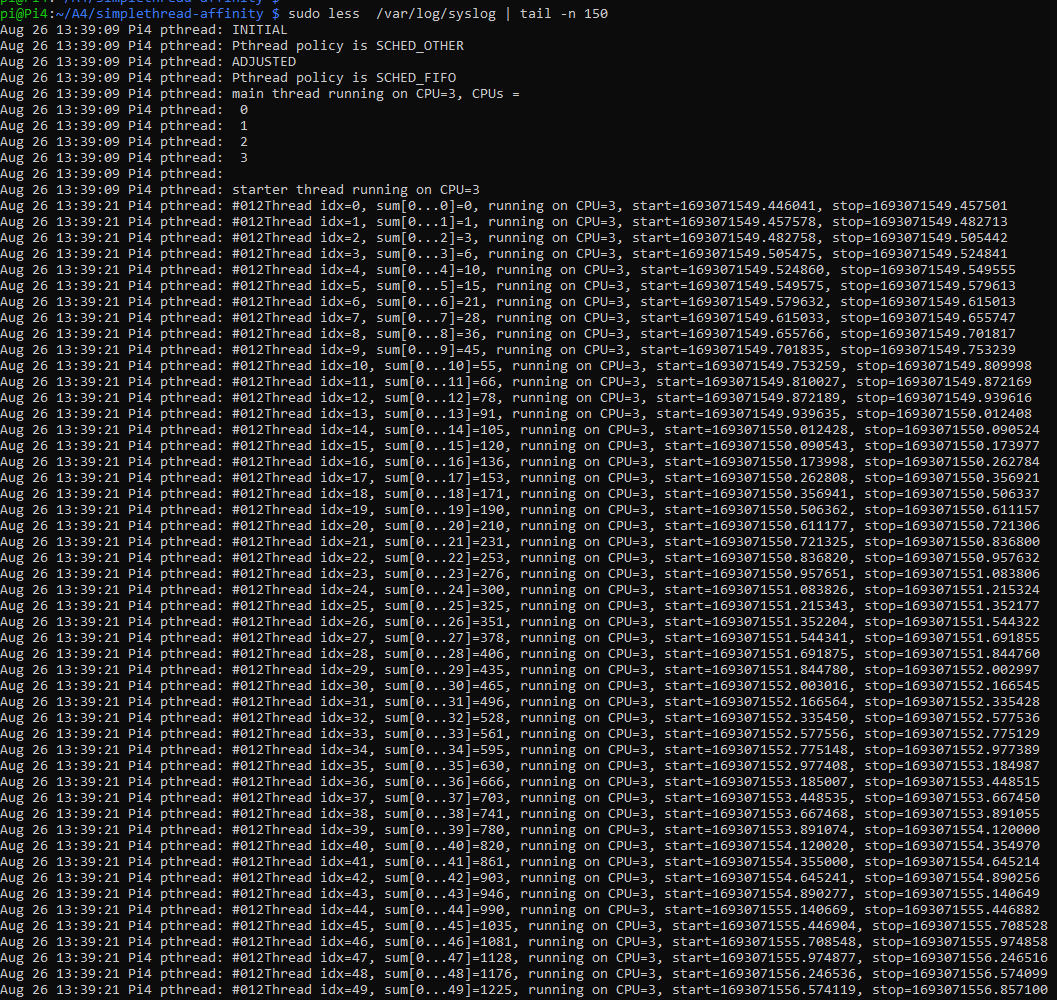 pi@Pi4:~/A4/simplethread-affinity $
pi@Pi4:~/A4/simplethread-affinity $ sudo less  /var/log/syslog | tail -n 150
Aug 26 13:39:09 Pi4 pthread: INITIAL
Aug 26 13:39:09 Pi4 pthread: Pthread policy is SCHED_OTHER
Aug 26 13:39:09 Pi4 pthread: ADJUSTED
Aug 26 13:39:09 Pi4 pthread: Pthread policy is SCHED_FIFO
Aug 26 13:39:09 Pi4 pthread: main thread running on CPU=3, CPUs =
Aug 26 13:39:09 Pi4 pthread:  0
Aug 26 13:39:09 Pi4 pthread:  1
Aug 26 13:39:09 Pi4 pthread:  2
Aug 26 13:39:09 Pi4 pthread:  3
Aug 26 13:39:09 Pi4 pthread:
Aug 26 13:39:09 Pi4 pthread: starter thread running on CPU=3
Aug 26 13:39:21 Pi4 pthread: #012Thread idx=0, sum[0...0]=0, running on CPU=3, start=1693071549.446041, stop=1693071549.457501
Aug 26 13:39:21 Pi4 pthread: #012Thread idx=1, sum[0...1]=1, running on CPU=3, start=1693071549.457578, stop=1693071549.482713
Aug 26 13:39:21 Pi4 pthread: #012Thread idx=2, sum[0...2]=3, running on CPU=3, start=1693071549.482758, stop=1693071549.505442
Aug 26 13:39:21 Pi4 pthread: #012Thread idx=3, sum[0...3]=6, running on CPU=3, start=1693071549.505475, stop=1693071549.524841
Aug 26 13:39:21 Pi4 pthread: #012Thread idx=4, sum[0...4]=10, running on CPU=3, start=1693071549.524860, stop=1693071549.549555
Aug 26 13:39:21 Pi4 pthread: #012Thread idx=5, sum[0...5]=15, running on CPU=3, start=1693071549.549575, stop=1693071549.579613
Aug 26 13:39:21 Pi4 pthread: #012Thread idx=6, sum[0...6]=21, running on CPU=3, start=1693071549.579632, stop=1693071549.615013
Aug 26 13:39:21 Pi4 pthread: #012Thread idx=7, sum[0...7]=28, running on CPU=3, start=1693071549.615033, stop=1693071549.655747
Aug 26 13:39:21 Pi4 pthread: #012Thread idx=8, sum[0...8]=36, running on CPU=3, start=1693071549.655766, stop=1693071549.701817
Aug 26 13:39:21 Pi4 pthread: #012Thread idx=9, sum[0...9]=45, running on CPU=3, start=1693071549.701835, stop=1693071549.753239
Aug 26 13:39:21 Pi4 pthread: #012Thread idx=10, sum[0...10]=55, running on CPU=3, start=1693071549.753259, stop=1693071549.809998
Aug 26 13:39:21 Pi4 pthread: #012Thread idx=11, sum[0...11]=66, running on CPU=3, start=1693071549.810027, stop=1693071549.872169
Aug 26 13:39:21 Pi4 pthread: #012Thread idx=12, sum[0...12]=78, running on CPU=3, start=1693071549.872189, stop=1693071549.939616
Aug 26 13:39:21 Pi4 pthread: #012Thread idx=13, sum[0...13]=91, running on CPU=3, start=1693071549.939635, stop=1693071550.012408
Aug 26 13:39:21 Pi4 pthread: #012Thread idx=14, sum[0...14]=105, running on CPU=3, start=1693071550.012428, stop=1693071550.090524
Aug 26 13:39:21 Pi4 pthread: #012Thread idx=15, sum[0...15]=120, running on CPU=3, start=1693071550.090543, stop=1693071550.173977
Aug 26 13:39:21 Pi4 pthread: #012Thread idx=16, sum[0...16]=136, running on CPU=3, start=1693071550.173998, stop=1693071550.262784
Aug 26 13:39:21 Pi4 pthread: #012Thread idx=17, sum[0...17]=153, running on CPU=3, start=1693071550.262808, stop=1693071550.356921
Aug 26 13:39:21 Pi4 pthread: #012Thread idx=18, sum[0...18]=171, running on CPU=3, start=1693071550.356941, stop=1693071550.506337
Aug 26 13:39:21 Pi4 pthread: #012Thread idx=19, sum[0...19]=190, running on CPU=3, start=1693071550.506362, stop=1693071550.611157
Aug 26 13:39:21 Pi4 pthread: #012Thread idx=20, sum[0...20]=210, running on CPU=3, start=1693071550.611177, stop=1693071550.721306
Aug 26 13:39:21 Pi4 pthread: #012Thread idx=21, sum[0...21]=231, running on CPU=3, start=1693071550.721325, stop=1693071550.836800
Aug 26 13:39:21 Pi4 pthread: #012Thread idx=22, sum[0...22]=253, running on CPU=3, start=1693071550.836820, stop=1693071550.957632
Aug 26 13:39:21 Pi4 pthread: #012Thread idx=23, sum[0...23]=276, running on CPU=3, start=1693071550.957651, stop=1693071551.083806
Aug 26 13:39:21 Pi4 pthread: #012Thread idx=24, sum[0...24]=300, running on CPU=3, start=1693071551.083826, stop=1693071551.215324
Aug 26 13:39:21 Pi4 pthread: #012Thread idx=25, sum[0...25]=325, running on CPU=3, start=1693071551.215343, stop=1693071551.352177
Aug 26 13:39:21 Pi4 pthread: #012Thread idx=26, sum[0...26]=351, running on CPU=3, start=1693071551.352204, stop=1693071551.544322
Aug 26 13:39:21 Pi4 pthread: #012Thread idx=27, sum[0...27]=378, running on CPU=3, start=1693071551.544341, stop=1693071551.691855
Aug 26 13:39:21 Pi4 pthread: #012Thread idx=28, sum[0...28]=406, running on CPU=3, start=1693071551.691875, stop=1693071551.844760
Aug 26 13:39:21 Pi4 pthread: #012Thread idx=29, sum[0...29]=435, running on CPU=3, start=1693071551.844780, stop=1693071552.002997
Aug 26 13:39:21 Pi4 pthread: #012Thread idx=30, sum[0...30]=465, running on CPU=3, start=1693071552.003016, stop=1693071552.166545
Aug 26 13:39:21 Pi4 pthread: #012Thread idx=31, sum[0...31]=496, running on CPU=3, start=1693071552.166564, stop=1693071552.335428
Aug 26 13:39:21 Pi4 pthread: #012Thread idx=32, sum[0...32]=528, running on CPU=3, start=1693071552.335450, stop=1693071552.577536
Aug 26 13:39:21 Pi4 pthread: #012Thread idx=33, sum[0...33]=561, running on CPU=3, start=1693071552.577556, stop=1693071552.775129
Aug 26 13:39:21 Pi4 pthread: #012Thread idx=34, sum[0...34]=595, running on CPU=3, start=1693071552.775148, stop=1693071552.977389
Aug 26 13:39:21 Pi4 pthread: #012Thread idx=35, sum[0...35]=630, running on CPU=3, start=1693071552.977408, stop=1693071553.184987
Aug 26 13:39:21 Pi4 pthread: #012Thread idx=36, sum[0...36]=666, running on CPU=3, start=1693071553.185007, stop=1693071553.448515
Aug 26 13:39:21 Pi4 pthread: #012Thread idx=37, sum[0...37]=703, running on CPU=3, start=1693071553.448535, stop=1693071553.667450
Aug 26 13:39:21 Pi4 pthread: #012Thread idx=38, sum[0...38]=741, running on CPU=3, start=1693071553.667468, stop=1693071553.891055
Aug 26 13:39:21 Pi4 pthread: #012Thread idx=39, sum[0...39]=780, running on CPU=3, start=1693071553.891074, stop=1693071554.120000
Aug 26 13:39:21 Pi4 pthread: #012Thread idx=40, sum[0...40]=820, running on CPU=3, start=1693071554.120020, stop=1693071554.354970
Aug 26 13:39:21 Pi4 pthread: #012Thread idx=41, sum[0...41]=861, running on CPU=3, start=1693071554.355000, stop=1693071554.645214
Aug 26 13:39:21 Pi4 pthread: #012Thread idx=42, sum[0...42]=903, running on CPU=3, start=1693071554.645241, stop=1693071554.890256
Aug 26 13:39:21 Pi4 pthread: #012Thread idx=43, sum[0...43]=946, running on CPU=3, start=1693071554.890277, stop=1693071555.140649
Aug 26 13:39:21 Pi4 pthread: #012Thread idx=44, sum[0...44]=990, running on CPU=3, start=1693071555.140669, stop=1693071555.446882
Aug 26 13:39:21 Pi4 pthread: #012Thread idx=45, sum[0...45]=1035, running on CPU=3, start=1693071555.446904, stop=1693071555.708528
Aug 26 13:39:21 Pi4 pthread: #012Thread idx=46, sum[0...46]=1081, running on CPU=3, start=1693071555.708548, stop=1693071555.974858
Aug 26 13:39:21 Pi4 pthread: #012Thread idx=47, sum[0...47]=1128, running on CPU=3, start=1693071555.974877, stop=1693071556.246516
Aug 26 13:39:21 Pi4 pthread: #012Thread idx=48, sum[0...48]=1176, running on CPU=3, start=1693071556.246536, stop=1693071556.574099
Aug 26 13:39:21 Pi4 pthread: #012Thread idx=49, sum[0...49]=1225, running on CPU=3, start=1693071556.574119, stop=1693071556.857100